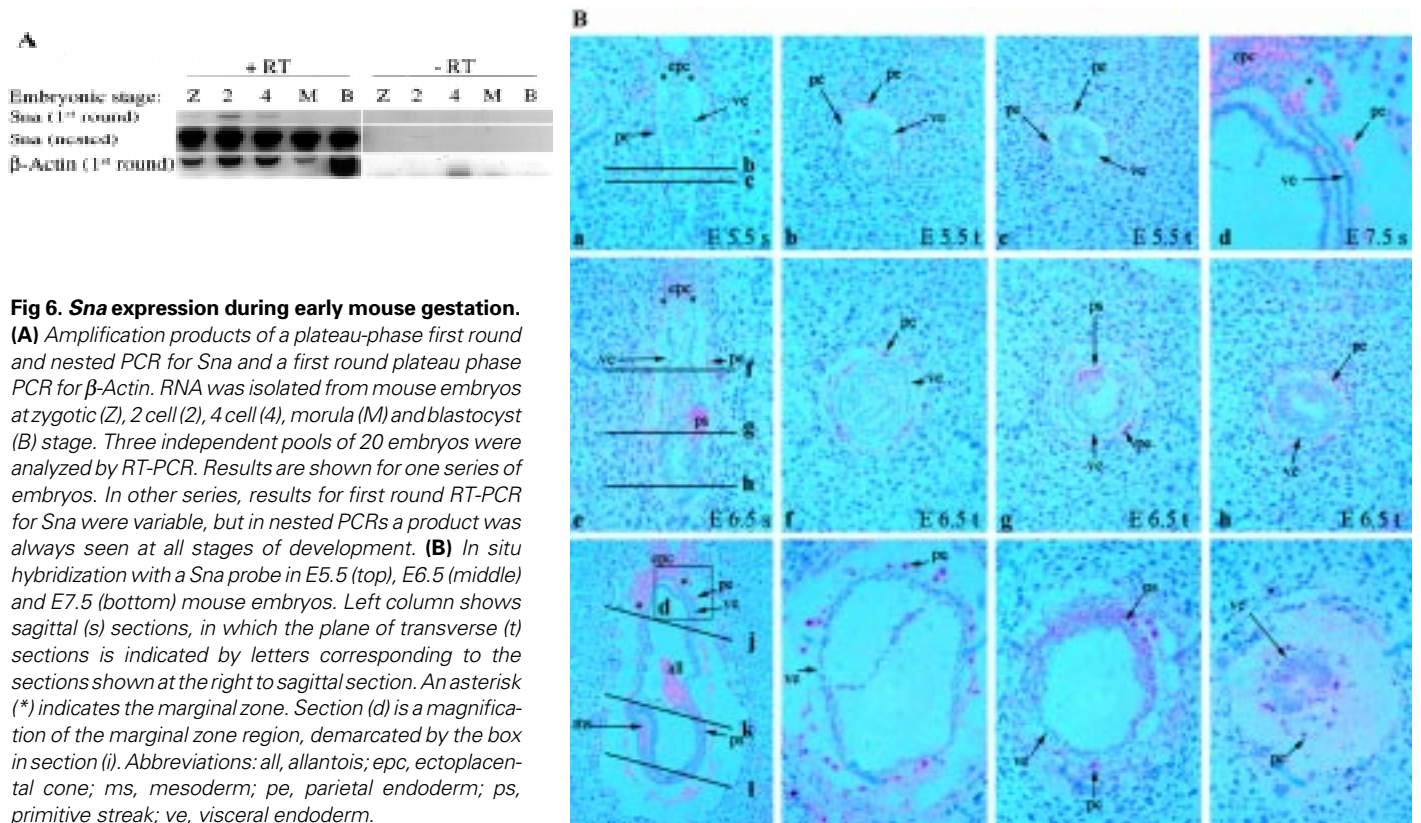 A
+ RT - RT
Embryonic stage: Z 2 4 M B Z 2 4 M B
Sna (1st round)
Sna (nested)
β-Actin (1st round)
Fig 6. Sna expression during early mouse gestation.
(A) Amplification products of a plateau-phase first round
and nested PCR for Sna and a first round plateau phase
PCR for β-Actin. RNA was isolated from mouse embryos
at zygotic (Z), 2 cell (2), 4 cell (4), morula (M) and blastocyst
(B) stage. Three independent pools of 20 embryos were
analyzed by RT-PCR. Results are shown for one series of
embryos. In other series, results for first round RT-PCR
for Sna were variable, but in nested PCRs a product was
always seen at all stages of development. (B) In situ
hybridization with a Sna probe in E5.5 (top), E6.5 (middle)
and E7.5 (bottom) mouse embryos. Left column shows
sagittal (s) sections, in which the plane of transverse (t)
sections is indicated by letters corresponding to the
sections shown at the right to sagittal section. An asterisk
(*) indicates the marginal zone. Section (d) is a magnifica-
tion of the marginal zone region, demarcated by the box
in section (i). Abbreviations: all, allantois; epc, ectoplacen-
tal cone; ms, mesoderm; pe, parietal endoderm; ps,
primitive streak; ve, visceral endoderm.
B
epc
* *
ve
pe
b
c
a E 5.5 s
pe
pe
ve
b E 5.5 t
pe
pe
ve
c E 5.5 t
epc
*
pe
ve
d E 7.5 s
epc
* *
ve pe
f
ps
g
h
e E 6.5 s
pe
ve
f E 6.5 t
ps
ve
g E 6.5 t
pe
ve
h E 6.5 t
epc
*
pe
ve
* d
j
all
k
ms
l
pe
ve
ve
pe
ve
pe